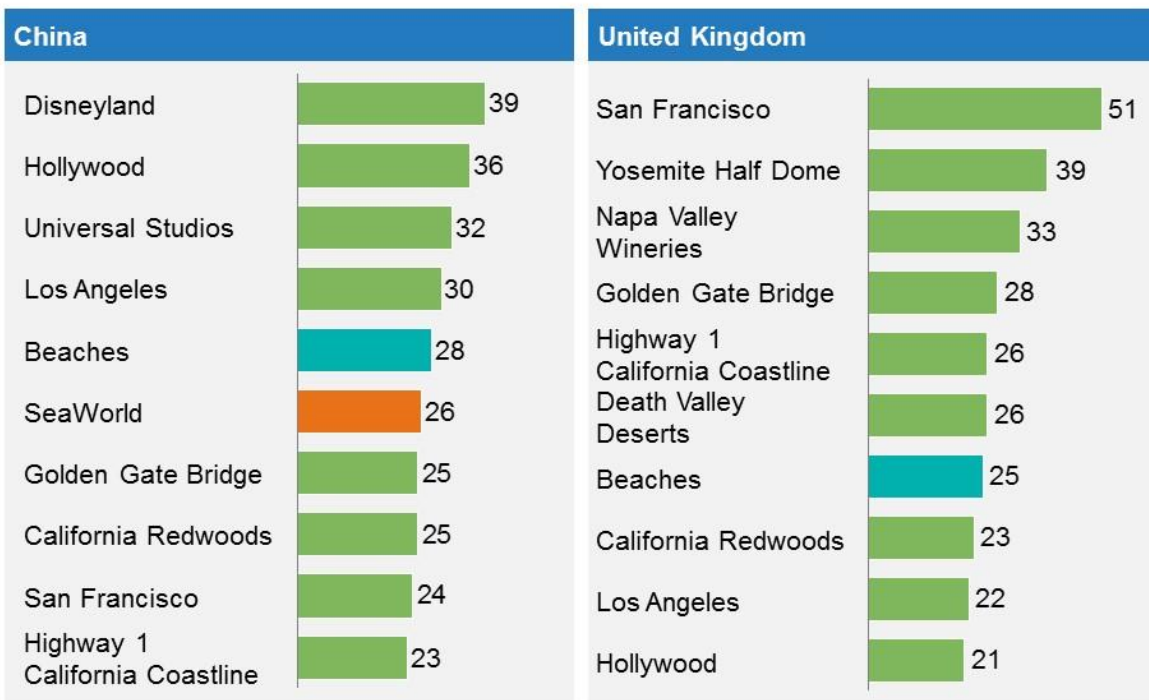 China
Disneyland 39
Hollywood 36
Universal Studios 32
Los Angeles 30
Beaches 28
SeaWorld 26
Golden Gate Bridge 25
California Redwoods 25
San Francisco 24
Highway 1
California Coastline 23
United Kingdom
San Francisco 51
Yosemite Half Dome 39
Napa Valley
Wineries 33
Golden Gate Bridge 28
Highway 1
California Coastline 26
Death Valley
Deserts 26
Beaches 25
California Redwoods 23
Los Angeles 22
Hollywood 21